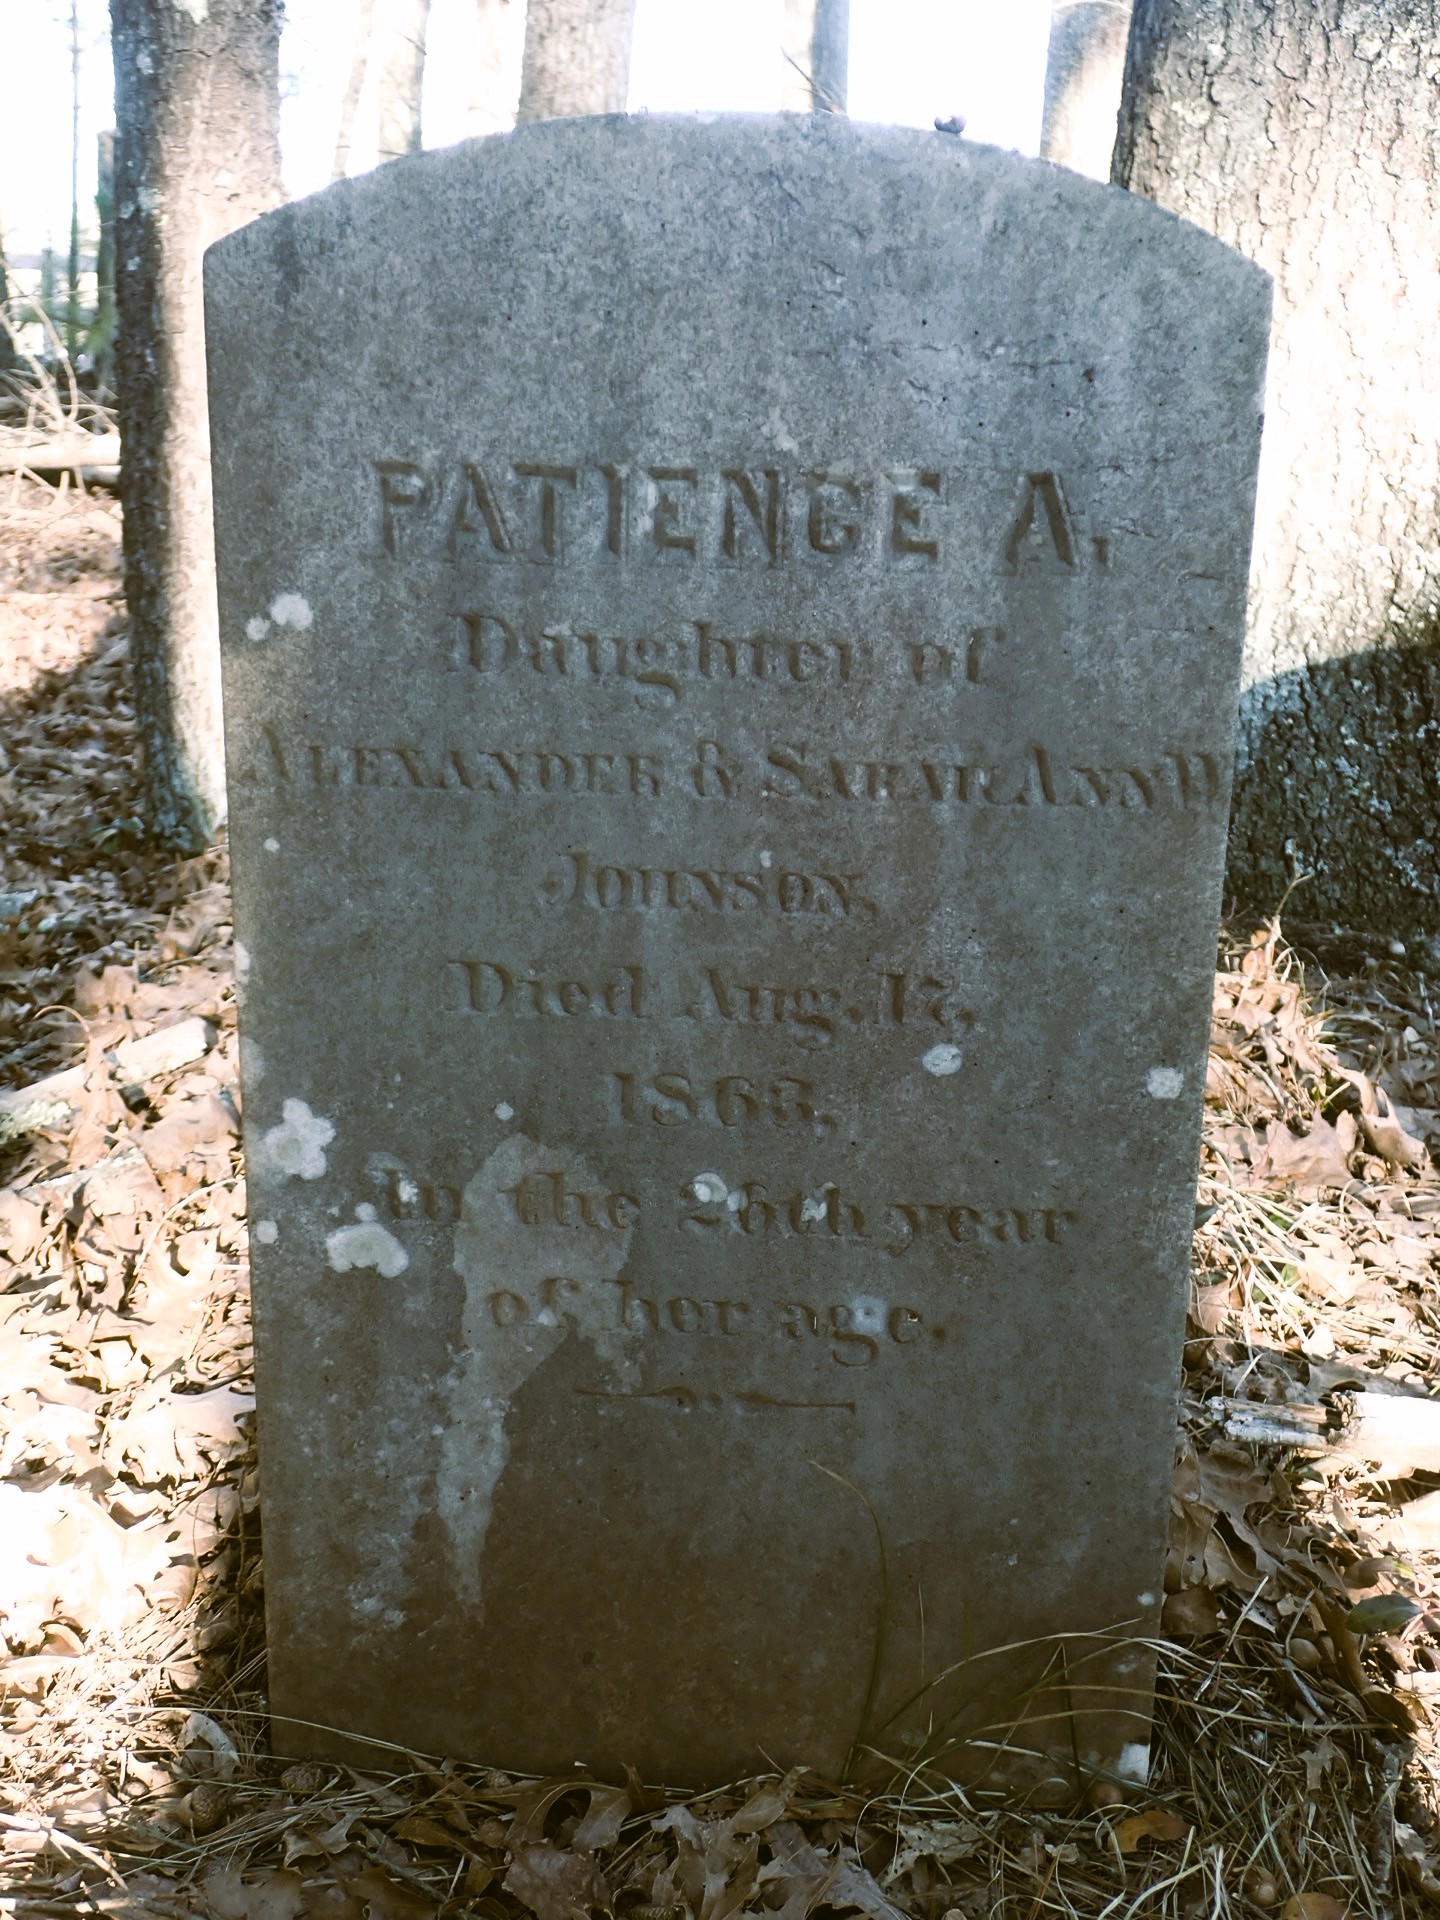 PATIENCE A.
Daughter of
ALEXANDER & SARAH ANN W
JOHNSON,
Died Aug. 17,
1863,
In the 26th year
of her age.